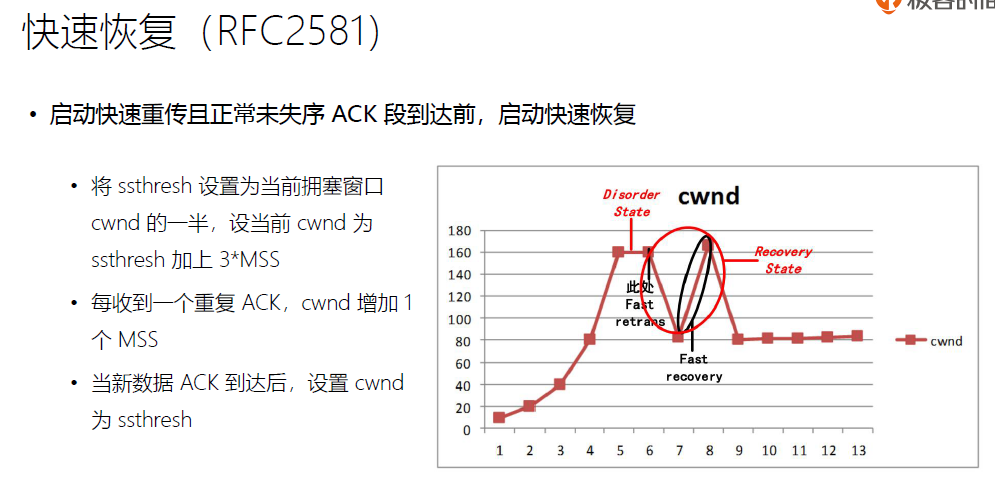 快速恢复（RFC2581）
• 启动快速重传且正常未失序 ACK 段到达前，启动快速恢复
• 将 ssthresh 设置为当前拥塞窗口
cwnd 的一半，设当前 cwnd 为
ssthresh 加上 3*MSS
• 每收到一个重复 ACK，cwnd 增加 1
个 MSS
• 当新数据 ACK 到达后，设置 cwnd
为 ssthresh
cwnd
Disorder
State
Recovery
State
此处
Fast
retrans
Fast
recovery
180
160
140
120
100
80
60
40
20
0
1 2 3 4 5 6 7 8 9 10 11 12 13
cwnd